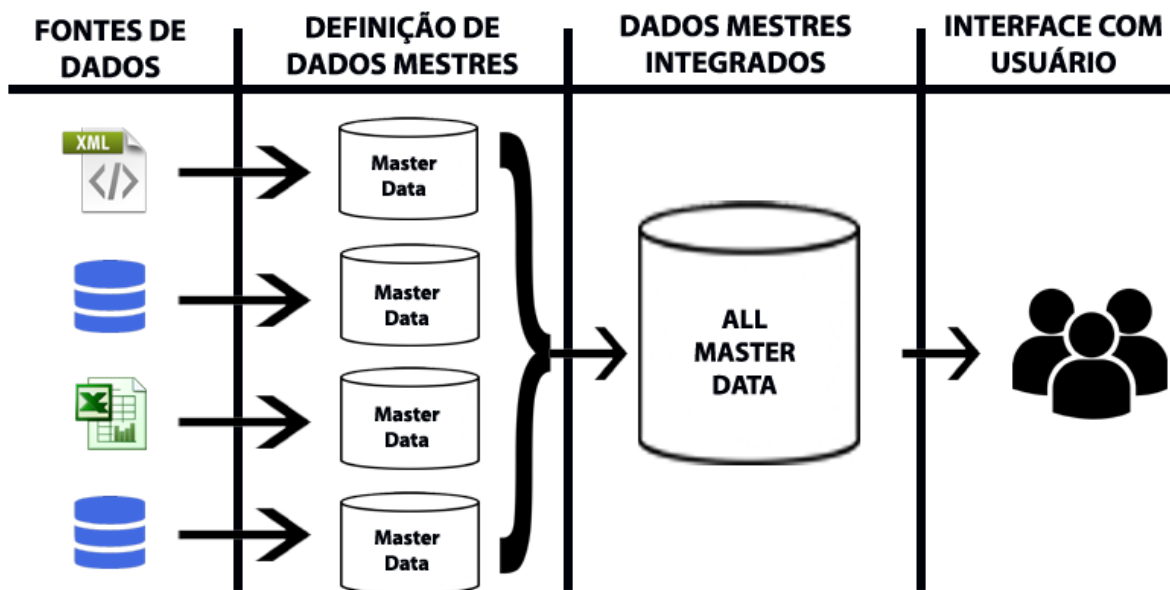 FONTES DE
DADOS
DEFINIÇÃO DE
DADOS MESTRES
DADOS MESTRES
INTEGRADOS
INTERFACE COM
USUÁRIO
XML
</>
Master
Data
Master
Data
X
Master
Data
Master
Data
ALL
MASTER
DATA